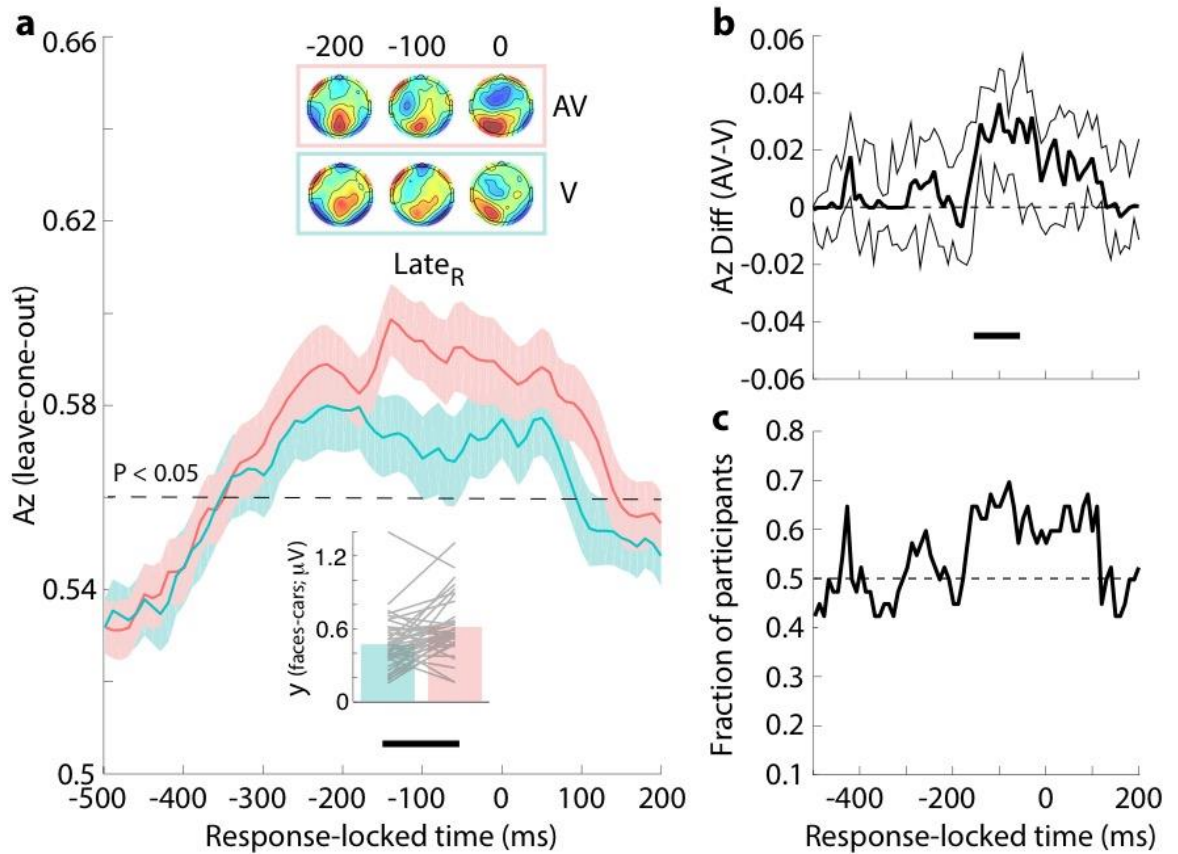 a
0.66
0.62
0.58
0.54
0.5
Az (leave-one-out)
-200 -100 0
AV
V
Late_R
P < 0.05
1.2
0.6
0
y (faces-cars; μV)
-500 -400 -300 -200 -100 0 100 200
Response-locked time (ms)
b
0.06
0.04
0.02
0
-0.02
-0.04
-0.06
Az Diff (AV-V)
c
0.8
0.7
0.6
0.5
0.4
0.3
0.2
0.1
Fraction of participants
-400 -200 0 200
Response-locked time (ms)